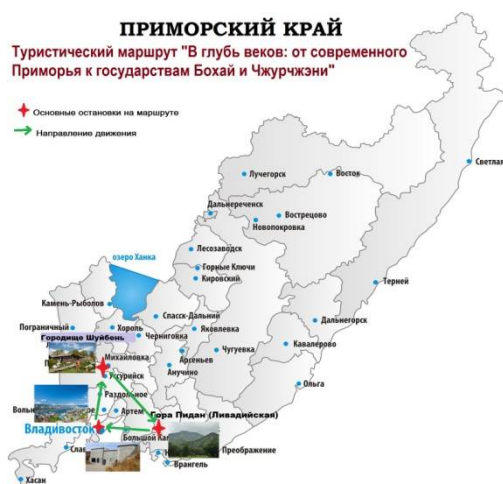 ПРИМОРСКИЙ КРАЙ
Туристический маршрут "В глубь веков: от современного
Приморья к государствам Бохай и Чжурчжэни"
Основные остановки на маршруте
Направление движения
Светлая
Лучегорск
Восток
Дальнереченск
Вострецово
Новопокровка
Лесозаводск
озеро Ханка
Горные Ключи
Кировский
Терней
Камень-Рыболов
Спасск-Дальний
Дальнегорск
Пограничный
Хороль
Яковлевка
Черниговка
Кавалерово
Городище Шуйбень
Чугуевка
Михайловка
Арсеньев
Анучино
Уссурийск
Ольга
Раздольное
Артем
Гора Пидан (Ливадийская)
Владивосток
Большой
Преображение
Врангель
Хасан